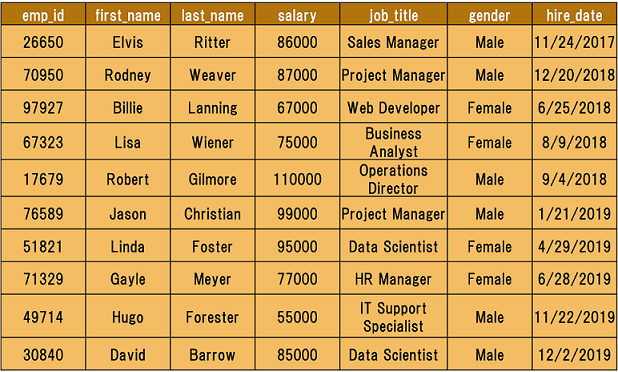 emp_id first_name last_name salary job_title gender hire_date
26650 Elvis Ritter 86000 Sales Manager Male 11/24/2017
70950 Rodney Weaver 87000 Project Manager Male 12/20/2018
97927 Billie Lanning 67000 Web Developer Female 6/25/2018
67323 Lisa Wiener 75000 Business Analyst Female 8/9/2018
17679 Robert Gilmore 110000 Operations Director Male 9/4/2018
76589 Jason Christian 99000 Project Manager Male 1/21/2019
51821 Linda Foster 95000 Data Scientist Female 4/29/2019
71329 Gayle Meyer 77000 HR Manager Female 6/28/2019
49714 Hugo Forester 55000 IT Support Specialist Male 11/22/2019
30840 David Barrow 85000 Data Scientist Male 12/2/2019